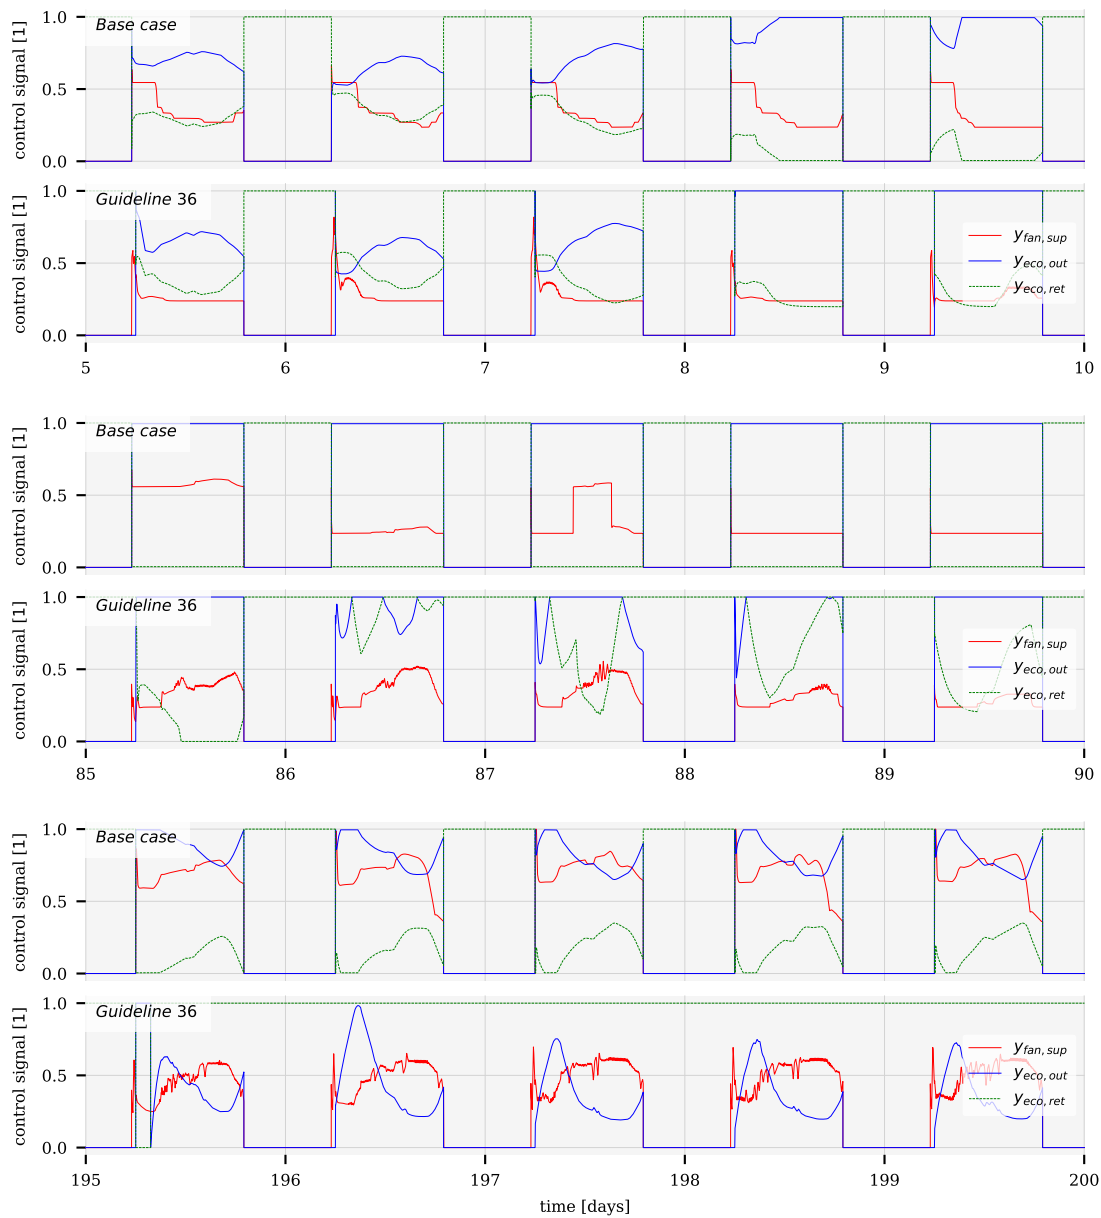 Base case
control signal [1]
1.0
0.5
0.0
Guideline 36
control signal [1]
1.0
0.5
0.0
y_fan,sup
y_eco,out
y_eco,ret
5 6 7 8 9 10
Base case
control signal [1]
1.0
0.5
0.0
Guideline 36
control signal [1]
1.0
0.5
0.0
y_fan,sup
y_eco,out
y_eco,ret
85 86 87 88 89 90
Base case
control signal [1]
1.0
0.5
0.0
Guideline 36
control signal [1]
1.0
0.5
0.0
y_fan,sup
y_eco,out
y_eco,ret
195 196 197 198 199 200
time [days]